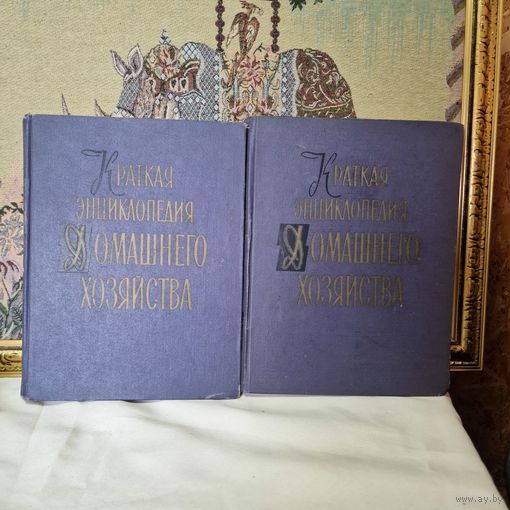 КРАТКАЯ
ЭНЦИКЛОПЕДИЯ
ДОМАШНЕГО
ХОЗЯЙСТВА
КРАТКАЯ
ЭНЦИКЛОПЕДИЯ
ДОМАШНЕГО
ХОЗЯЙСТВА
www.ay.by